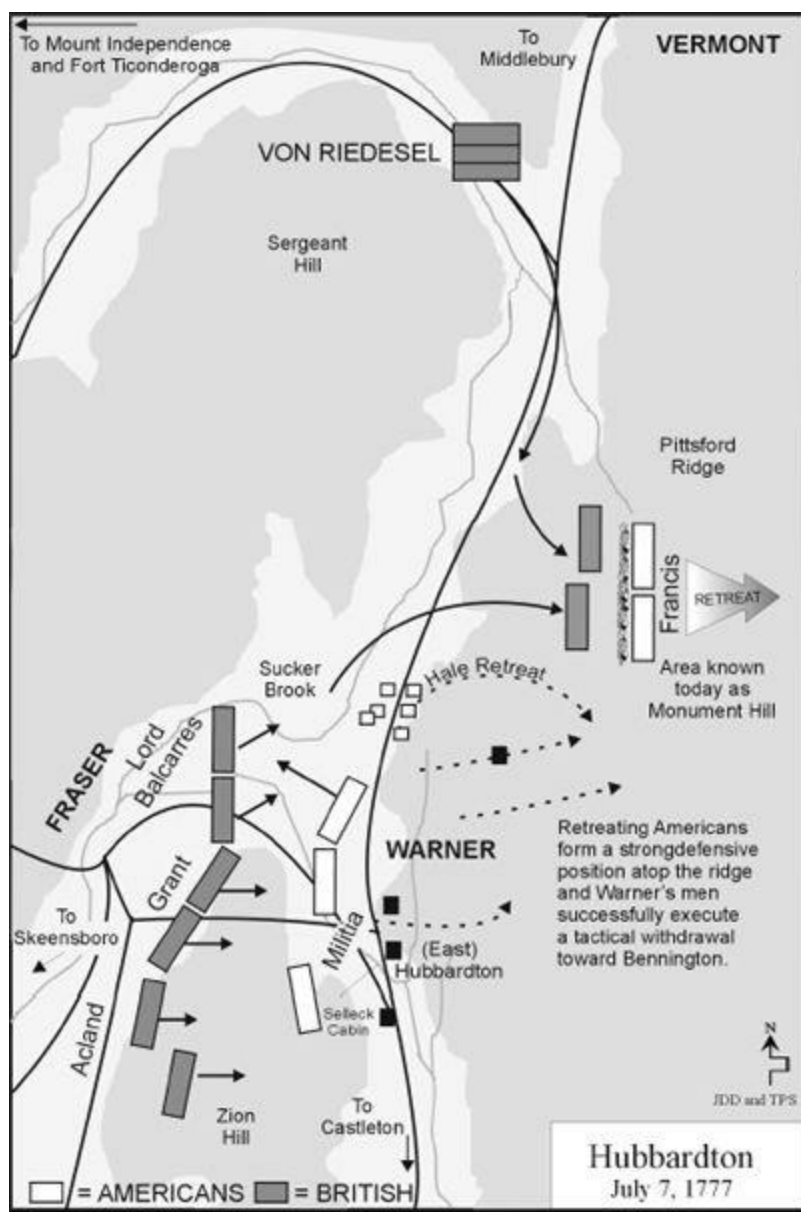 To Mount Independence
and Fort Ticonderoga
To
Middlebury
VERMONT
VON RIEDESEL
Sergeant
Hill
Pittsford
Ridge
Francis
RETREAT
Area known
today as
Monument Hill
Sucker
Brook
Hale Retreat
Lord
Balcarres
FRASER
Grant
WARNER
Retreating Americans
form a strongdefensive
position atop the ridge
and Warner's men
successfully execute
a tactical withdrawal
toward Bennington.
To
Skeensboro
Militia
(East)
Hubbardton
Acland
Selleck
Cabin
Zion
Hill
To
Castleton
N
JDD and TPS
Hubbardton
July 7, 1777
= AMERICANS
= BRITISH